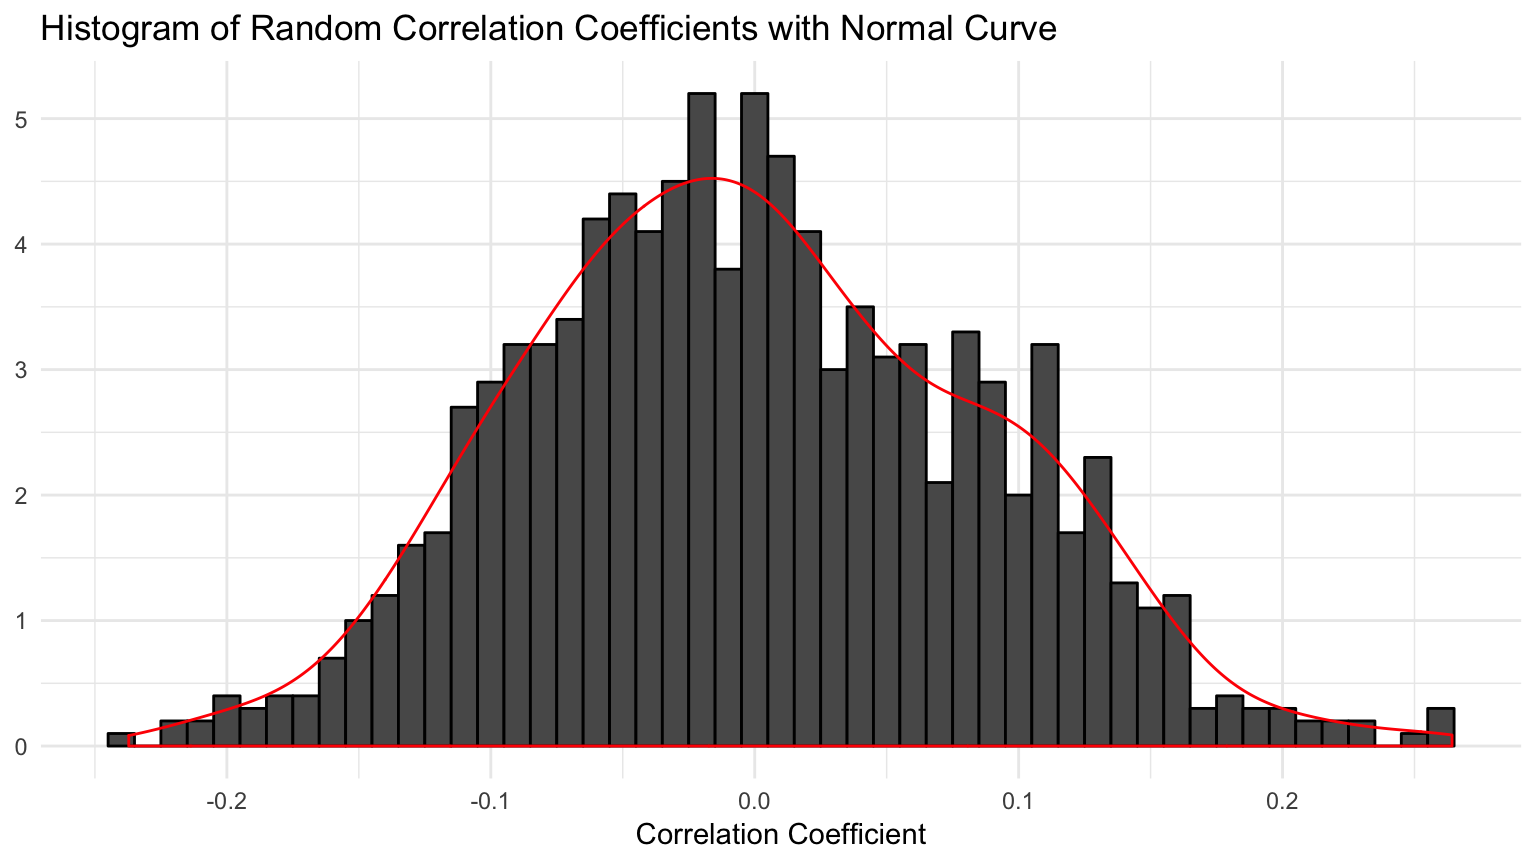 Histogram of Random Correlation Coefficients with Normal Curve
5
4
3
2
1
0
-0.2 -0.1 0.0 0.1 0.2
Correlation Coefficient